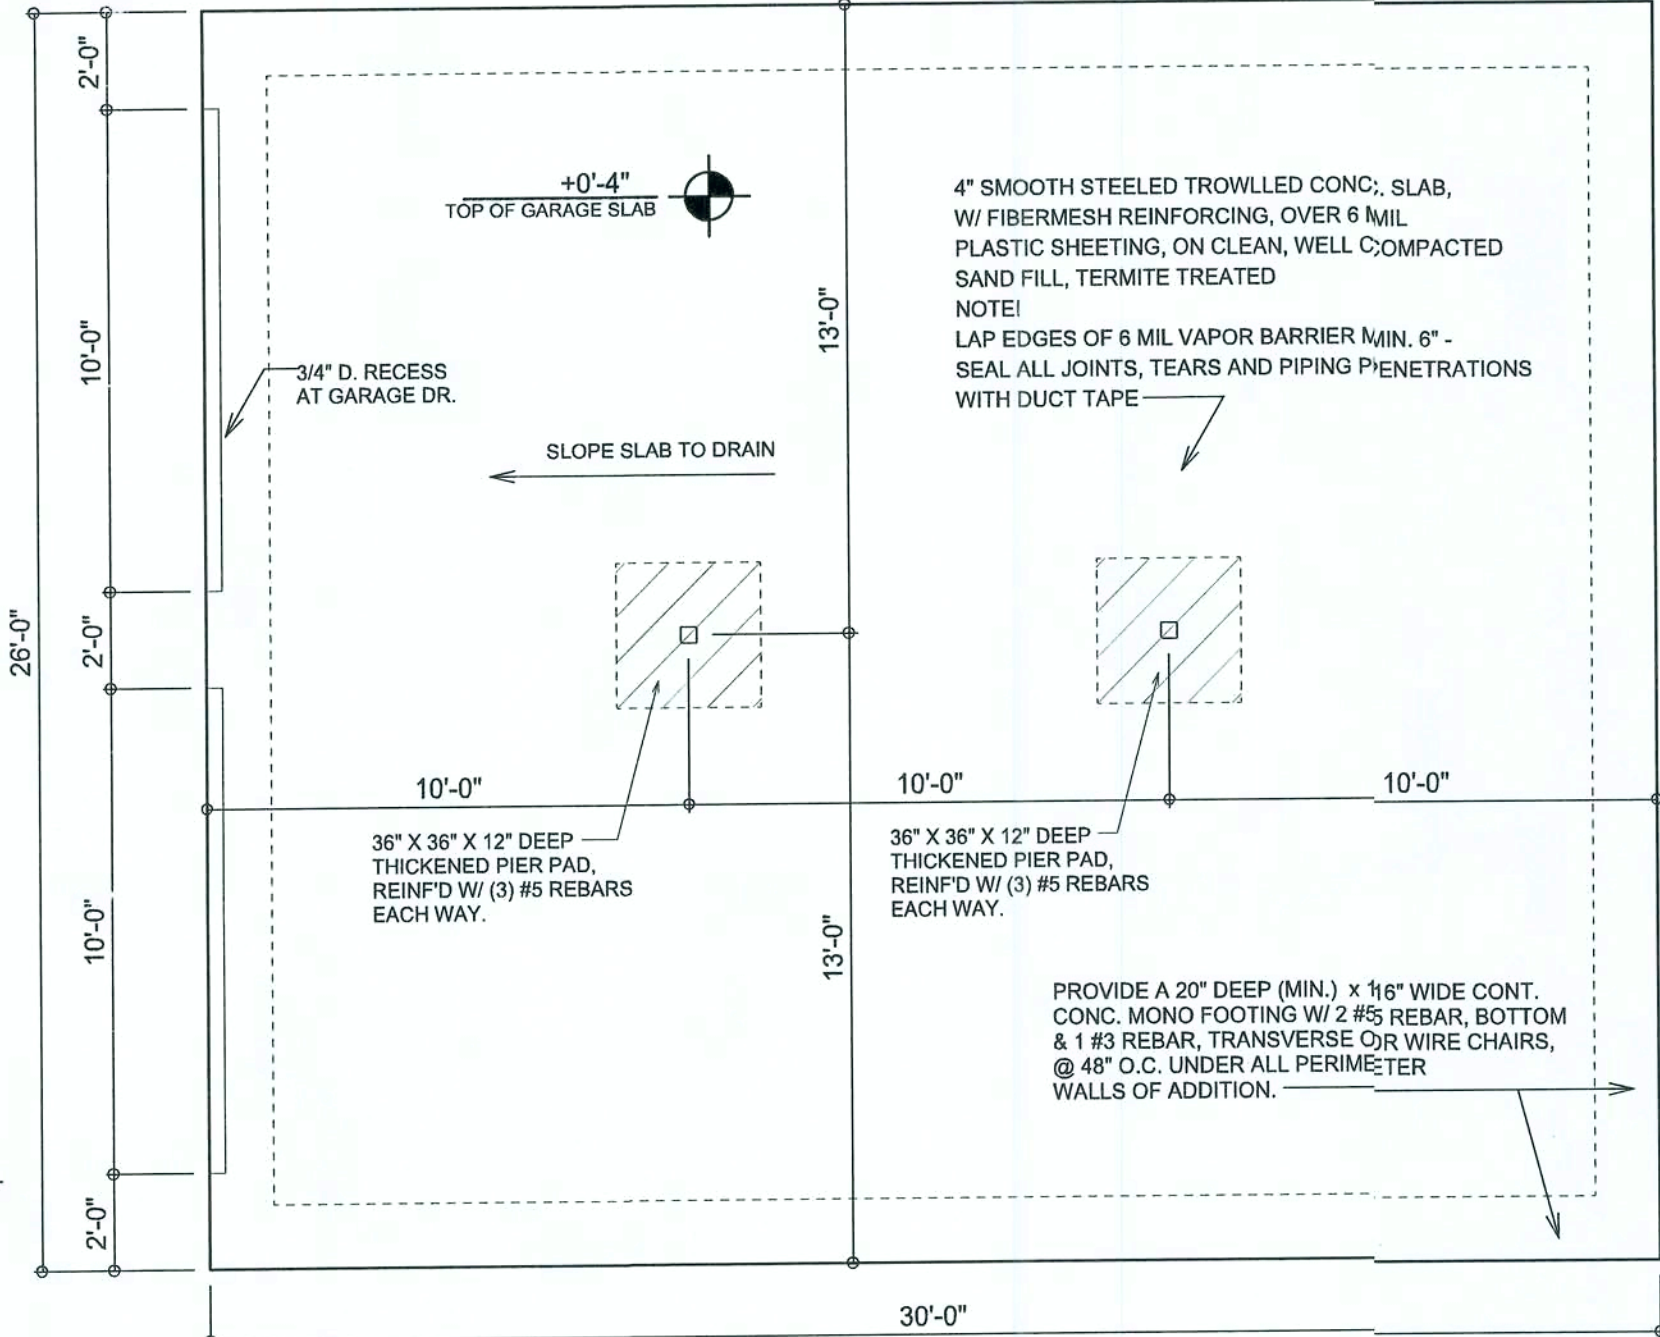 2'-0"
10'-0"
2'-0"
10'-0"
2'-0"
26'-0"
+0'-4"
TOP OF GARAGE SLAB
3/4" D. RECESS
AT GARAGE DR.
SLOPE SLAB TO DRAIN
13'-0"
4" SMOOTH STEELED TROWLLED CONC. SLAB,
W/ FIBERMESH REINFORCING, OVER 6 MIL
PLASTIC SHEETING, ON CLEAN, WELL COMPACTED
SAND FILL, TERMITE TREATED
NOTE!
LAP EDGES OF 6 MIL VAPOR BARRIER MIN. 6" -
SEAL ALL JOINTS, TEARS AND PIPING PENETRATIONS
WITH DUCT TAPE
10'-0"
10'-0"
10'-0"
36" X 36" X 12" DEEP
THICKENED PIER PAD,
REINF'D W/ (3) #5 REBARS
EACH WAY.
36" X 36" X 12" DEEP
THICKENED PIER PAD,
REINF'D W/ (3) #5 REBARS
EACH WAY.
13'-0"
PROVIDE A 20" DEEP (MIN.) x 16" WIDE CONT.
CONC. MONO FOOTING W/ 2 #5 REBAR, BOTTOM
& 1 #3 REBAR, TRANSVERSE OR WIRE CHAIRS,
@ 48" O.C. UNDER ALL PERIMETER
WALLS OF ADDITION.
30'-0"